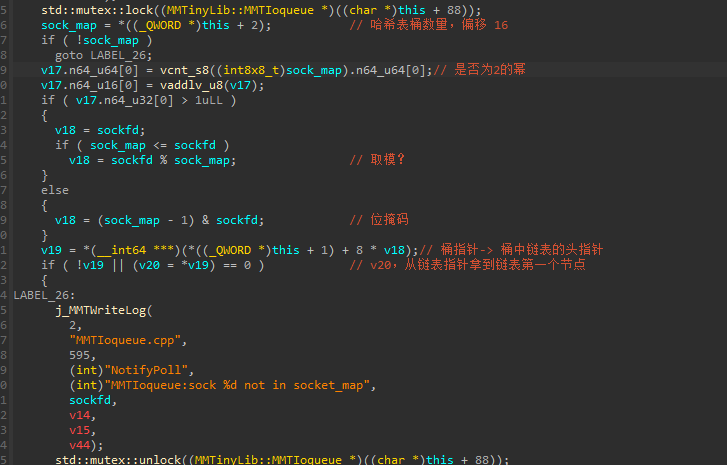 5 std::mutex::lock((MMTinyLib::MMTIoqueue *)((char *)this + 88));
6 sock_map = *((_QWORD *)this + 2); // 哈希表桶数量，偏移 16
7 if ( !sock_map )
8 goto LABEL_26;
9 v17.n64_u64[0] = vcnt_s8((int8x8_t)sock_map).n64_u64[0];// 是否为2的幂
0 v17.n64_u16[0] = vaddlv_u8(v17);
1 if ( v17.n64_u32[0] > 1uLL )
2 {
3 v18 = sockfd;
4 if ( sock_map <= sockfd )
5 v18 = sockfd % sock_map; // 取模？
6 }
7 else
8 {
9 v18 = (sock_map - 1) & sockfd; // 位掩码
0 }
1 v19 = *(__int64 ***)(*((_QWORD *)this + 1) + 8 * v18);// 桶指针-> 桶中链表的头指针
2 if ( !v19 || (v20 = *v19) == 0 ) // v20，从链表指针拿到链表第一个节点
3 {
4 LABEL_26:
5 j_MMTWriteLog(
6 2,
7 "MMTIoqueue.cpp",
8 595,
9 (int)"NotifyPoll",
0 (int)"MMTIoqueue:sock %d not in socket_map",
1 sockfd,
2 v14,
3 v15,
4 v44);
5 std::mutex::unlock((MMTinyLib::MMTIoqueue *)((char *)this + 88));